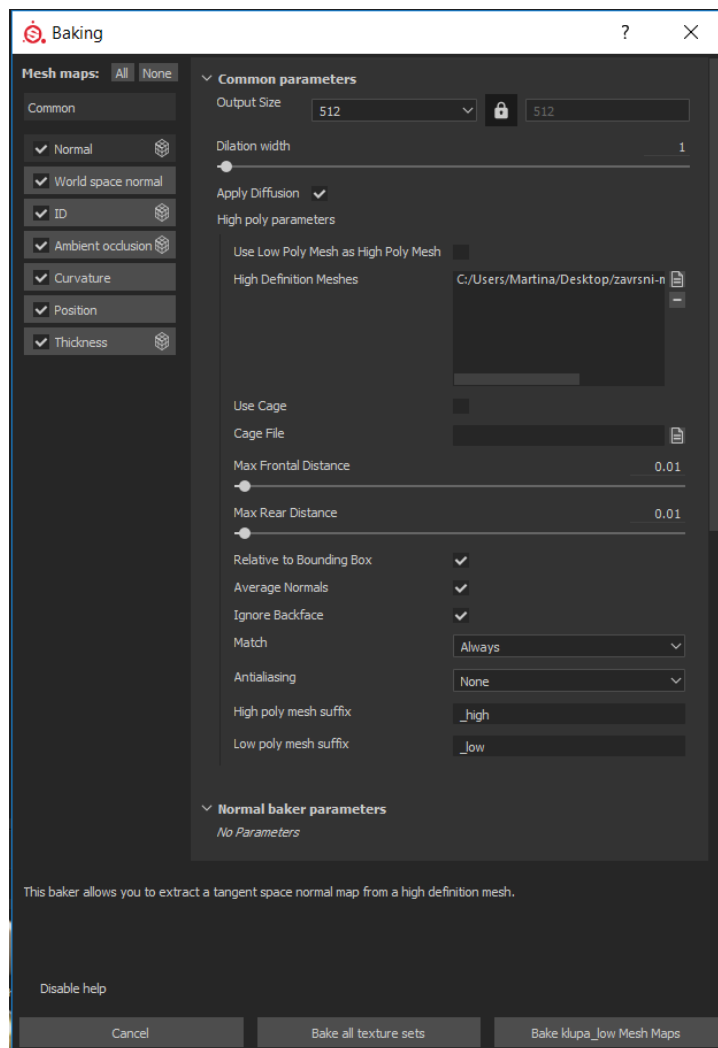 Baking
?
Mesh maps: All None
Common
Normal
World space normal
ID
Ambient occlusion
Curvature
Position
Thickness
Common parameters
Output Size 512 512
Dilation width 1
Apply Diffusion
High poly parameters
Use Low Poly Mesh as High Poly Mesh
High Definition Meshes C:/Users/Martina/Desktop/zavrsni-
Use Cage
Cage File
Max Frontal Distance 0.01
Max Rear Distance 0.01
Relative to Bounding Box
Average Normals
Ignore Backface
Match Always
Antialiasing None
High poly mesh suffix _high
Low poly mesh suffix _low
Normal baker parameters
No Parameters
This baker allows you to extract a tangent space normal map from a high definition mesh.
Disable help
Cancel Bake all texture sets Bake klupa_low Mesh Maps